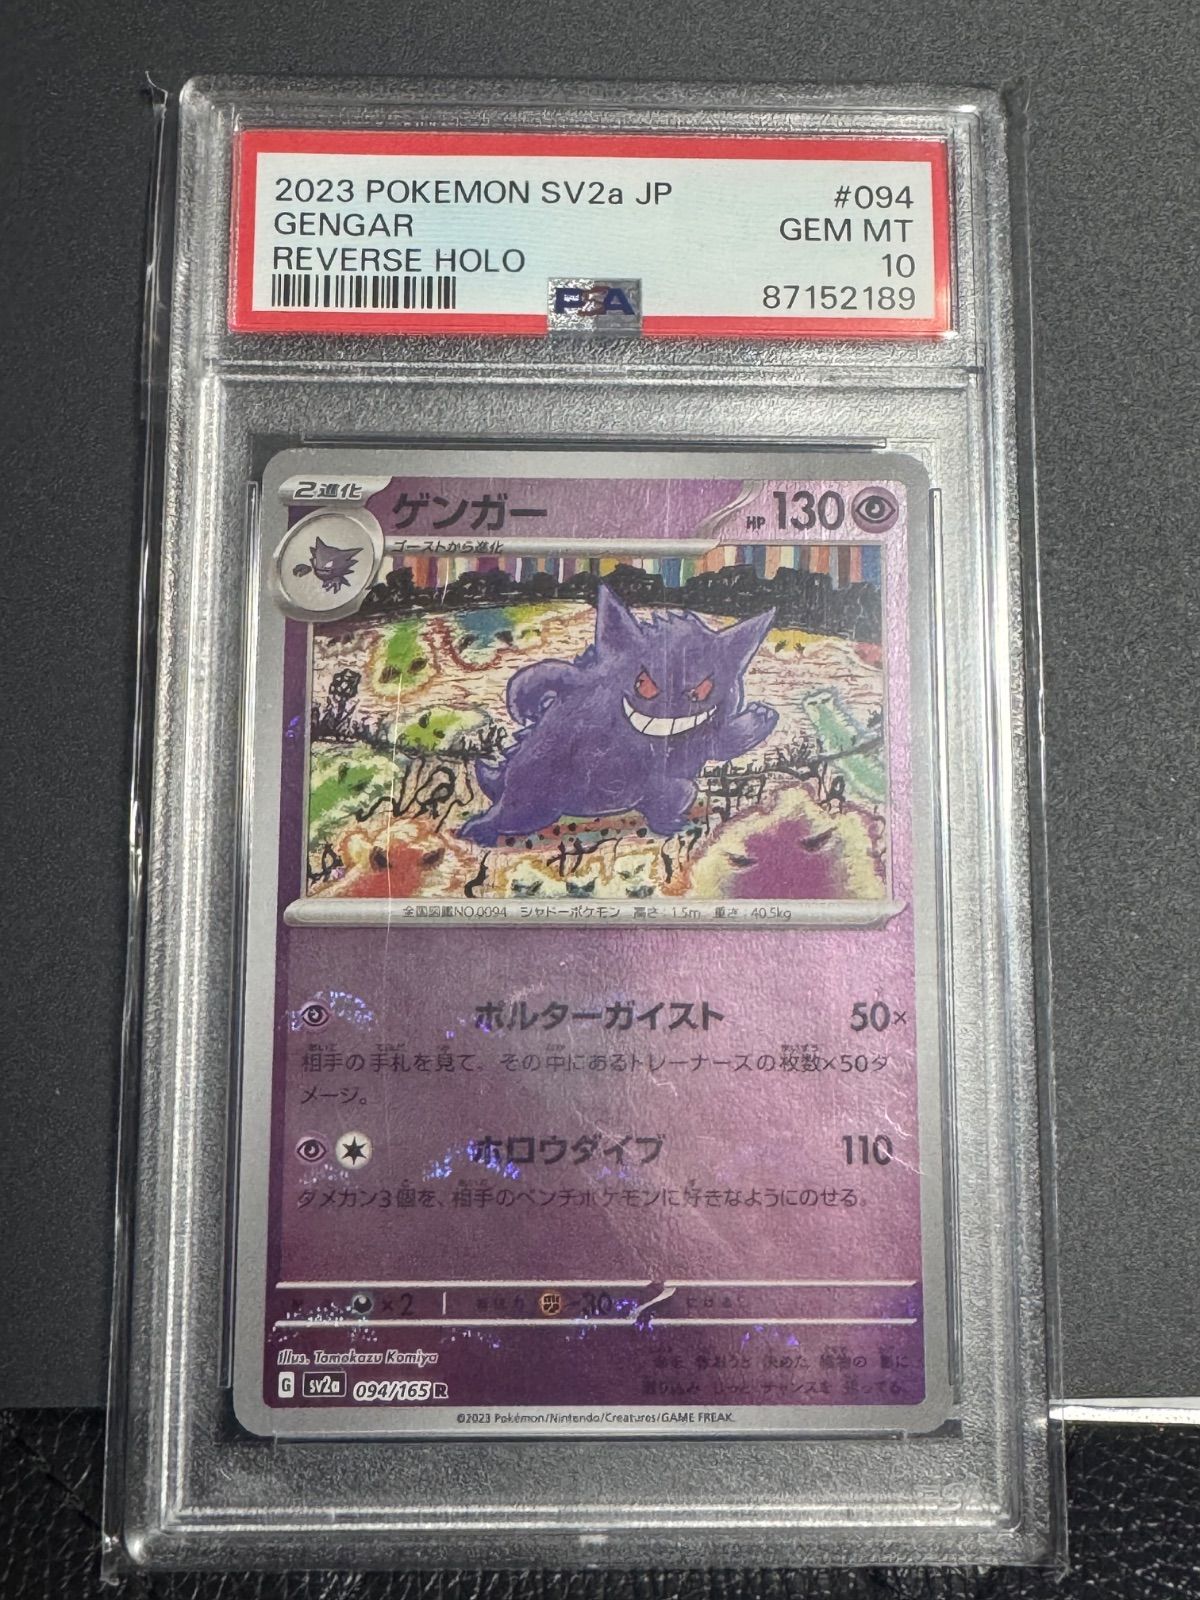 2023 POKEMON SV2a JP #094
GENGAR GEM MT
REVERSE HOLO 10
PSA 87152189
2進化 ゲンガー HP 130
ゴーストから進化
全国図鑑NO.0094 シャドーポケモン 高さ:1.5m 重さ:40.5kg
ポルターガイスト 50×
相手の手札を見て、その中にあるトレーナーズの枚数×50ダ
メージ。
ホロウダイブ 110
ダメカン3個を、相手のベンチポケモンに好きなようにのせる。
×2 抵抗力 -30 にげる
Illus. Tomokazu Komiya
G sv2a 094/165 R
©2023 Pokémon/Nintendo/Creatures/GAME FREAK.